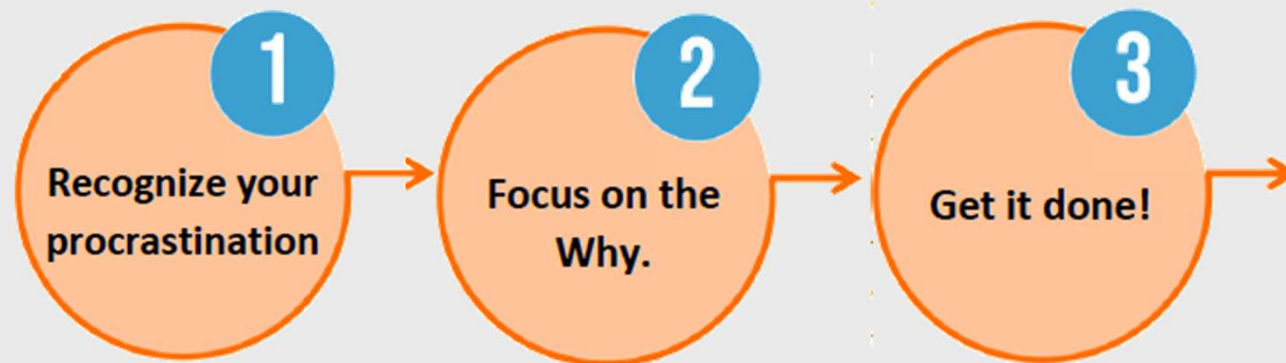 1
Recognize your
procrastination
2
Focus on the
Why.
3
Get it done!